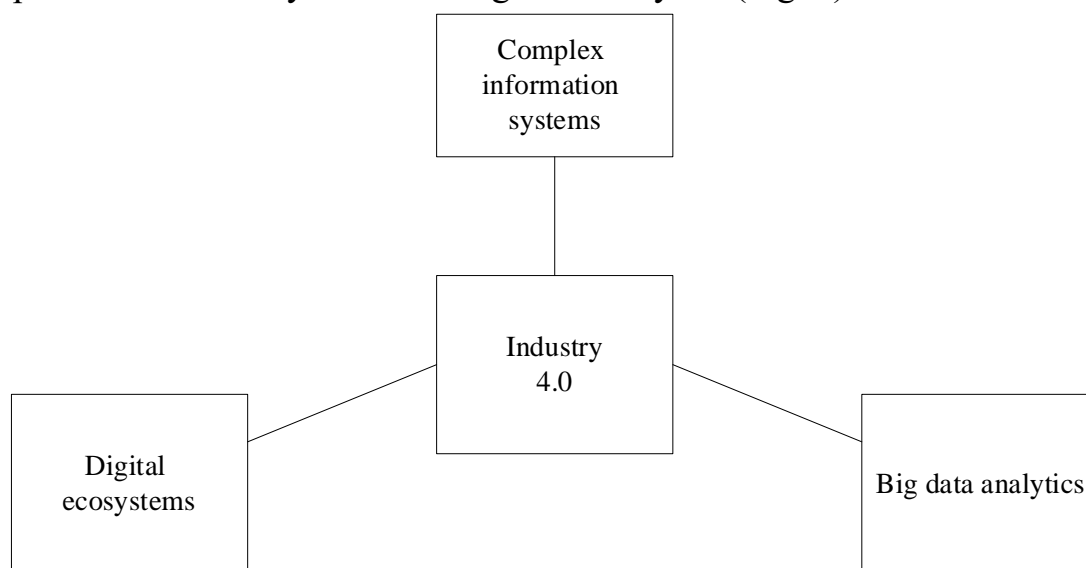 Complex
information
systems
Industry
4.0
Digital
ecosystems
Big data analytics